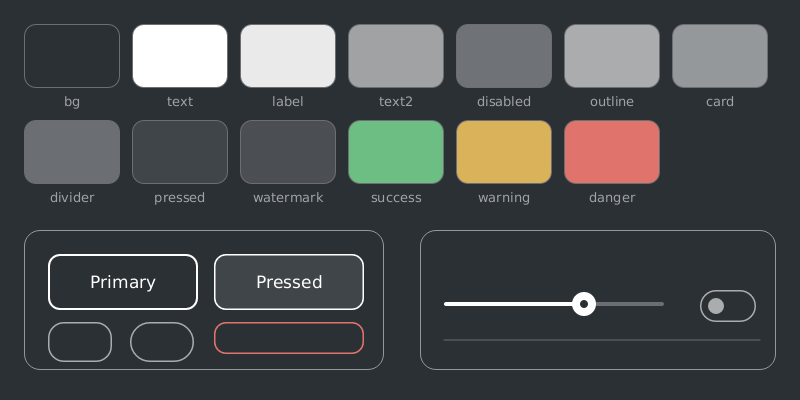 bg text label text2 disabled outline card
divider pressed watermark success warning danger
Primary Pressed